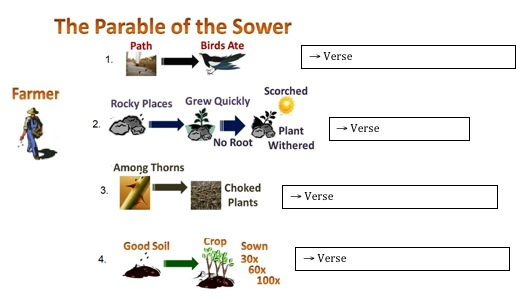 The Parable of the Sower
Farmer
1. Path Birds Ate
→ Verse
2. Rocky Places Grew Quickly Scorched
No Root Plant
Withered
→ Verse
3. Among Thorns Choked
Plants
→ Verse
4. Good Soil Crop Sown
30x
60x
100x
→ Verse